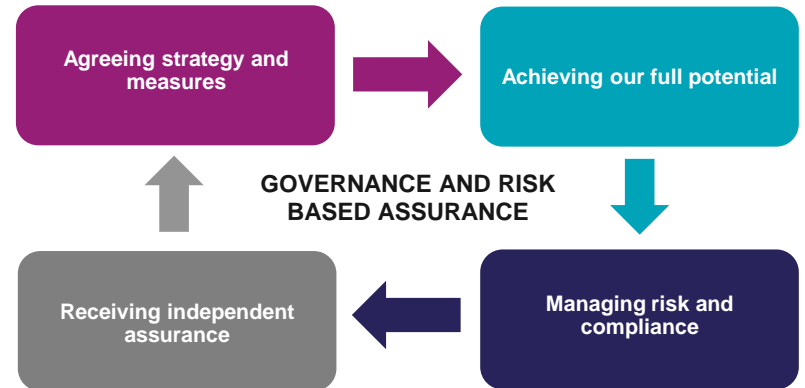 Agreeing strategy and
measures
Achieving our full potential
GOVERNANCE AND RISK
BASED ASSURANCE
Receiving independent
assurance
Managing risk and
compliance